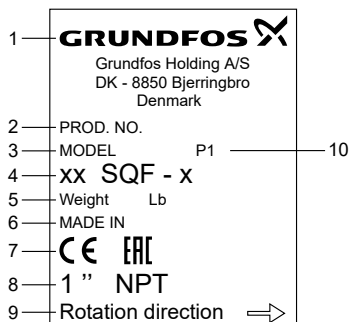 1 GRUNDFOS
Grundfos Holding A/S
DK - 8850 Bjerringbro
Denmark
2 PROD. NO.
3 MODEL P1 10
4 xx SQF - x
5 Weight Lb
6 MADE IN
7 CE EAC
8 1 ” NPT
9 Rotation direction